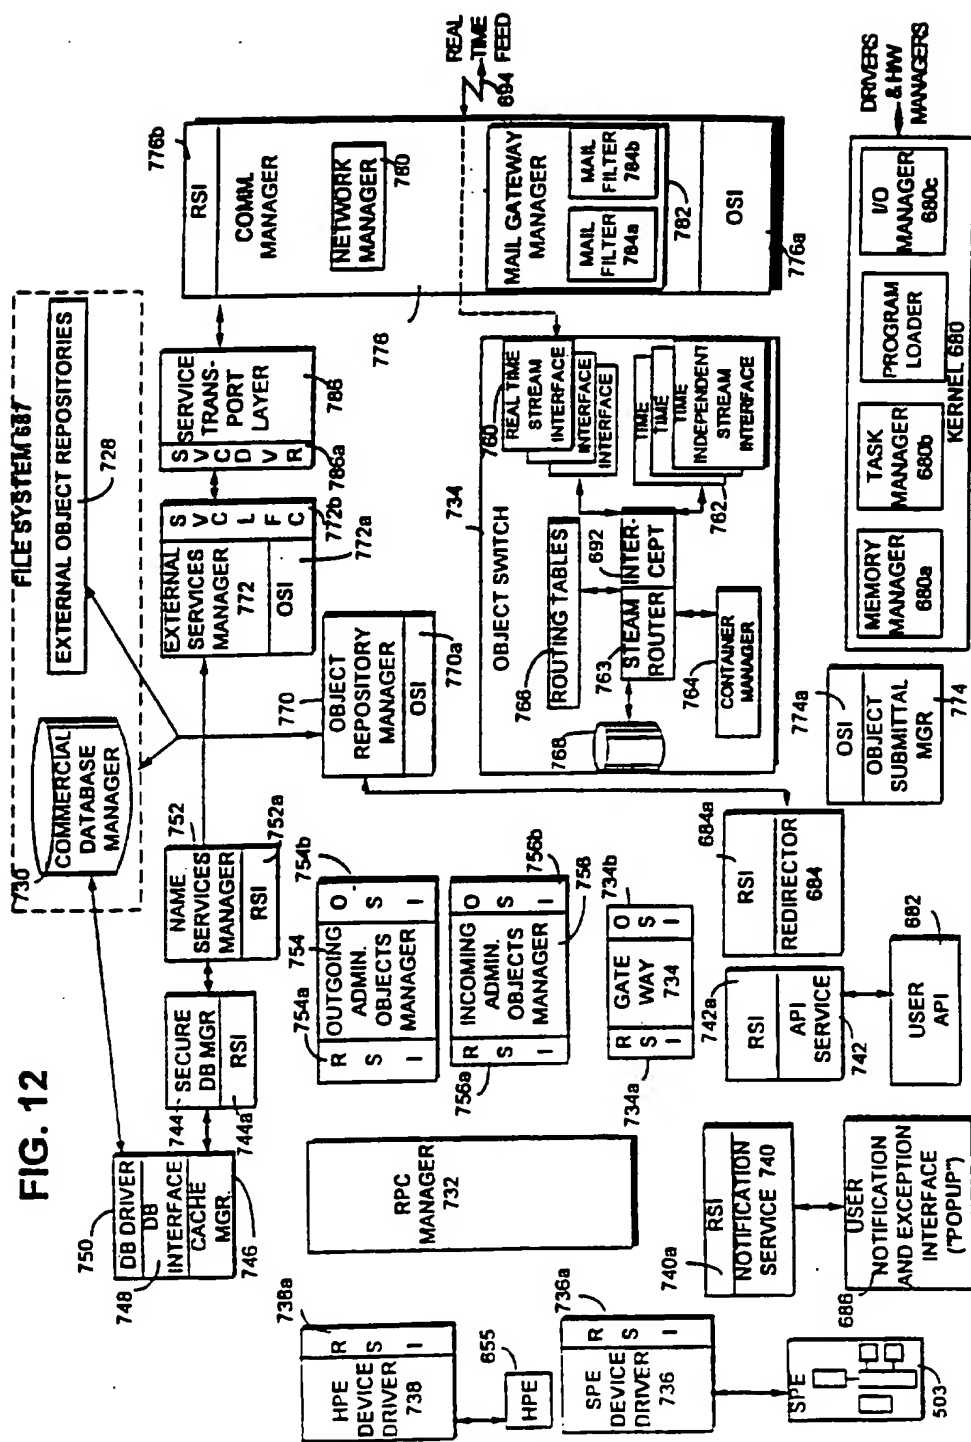 FIG. 12
FILE SYSTEM 687
COMMERCIAL
DATABASE
MANAGER
730
EXTERNAL OBJECT REPOSITORIES
728
750
DB DRIVER
DB
INTERFACE
748
CACHE
MGR.
746
744
SECURE
DB MGR
RSI
744a
752
NAME
SERVICES
MANAGER
RSI
752a
EXTERNAL
SERVICES
MANAGER
772
OSI
772a
S
V
C
L
F
C
772b
S
V
C
D
V
R
786a
SERVICE
TRANS-
PORT
LAYER
786
776b
RSI
COMM.
MANAGER
NETWORK
MANAGER
780
778
MAIL GATEWAY
MANAGER
MAIL
FILTER
784a
MAIL
FILTER
784b
782
OSI
776a
REAL
TIME
FEED
694
738a
HPE
DEVICE
DRIVER
738
R
S
I
655
HPE
RPC
MANAGER
732
754a
754
754b
R
S
I
OUTGOING
ADMIN.
OBJECTS
MANAGER
O
S
I
756a
R
S
I
INCOMING
ADMIN.
OBJECTS
MANAGER
O
S
I
756b
756
770
OBJECT
REPOSITORY
MANAGER
OSI
770a
734
OBJECT SWITCH
766
ROUTING TABLES
768
763
STEAM
ROUTER
692
INTER-
CEPT
764
CONTAINER
MANAGER
760
REAL TIME
STREAM
INTERFACE
INTERFACE
INTERFACE
TIME
TIME
TIME
INDEPENDENT
STREAM
INTERFACE
762
736a
SPE
DEVICE
DRIVER
736
R
S
I
SPE
503
734a
R
S
I
GATE
WAY
734
O
S
I
734b
740a
RSI
NOTIFICATION
SERVICE 740
686
USER
NOTIFICATION
AND EXCEPTION
INTERFACE
("POPUP")
742a
RSI
API
SERVICE
742
USER
API
682
684a
RSI
REDIRECTOR
684
774a
OSI
OBJECT
SUBMITTAL
MGR
774
MEMORY
MANAGER
680a
TASK
MANAGER
680b
PROGRAM
LOADER
I/O
MANAGER
680c
KERNEL 680
DRIVERS
& H/W
MANAGERS